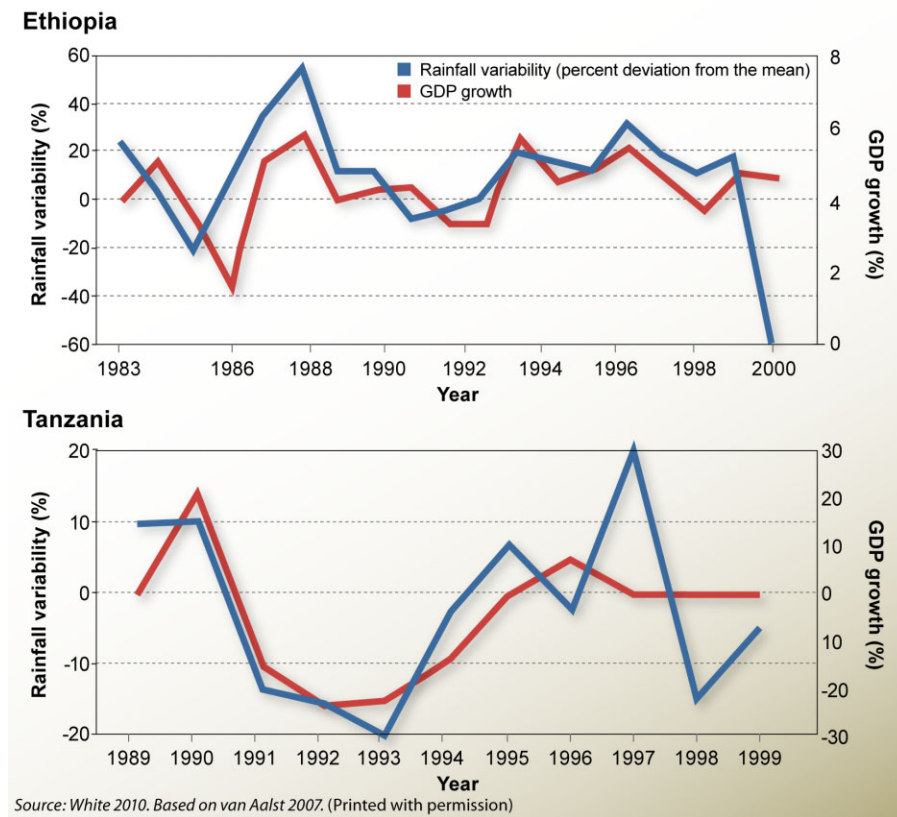 Ethiopia
Rainfall variability (percent deviation from the mean)
GDP growth
Rainfall variability (%)
60
40
20
0
-20
-40
-60
8
6
4
2
0
GDP growth (%)
1983 1986 1988 1990 1992 1994 1996 1998 2000
Year
Tanzania
Rainfall variability (%)
20
10
0
-10
-20
30
20
10
0
10
-20
-30
GDP growth (%)
1989 1990 1991 1992 1993 1994 1995 1996 1997 1998 1999
Year
Source: White 2010. Based on van Aalst 2007. (Printed with permission)